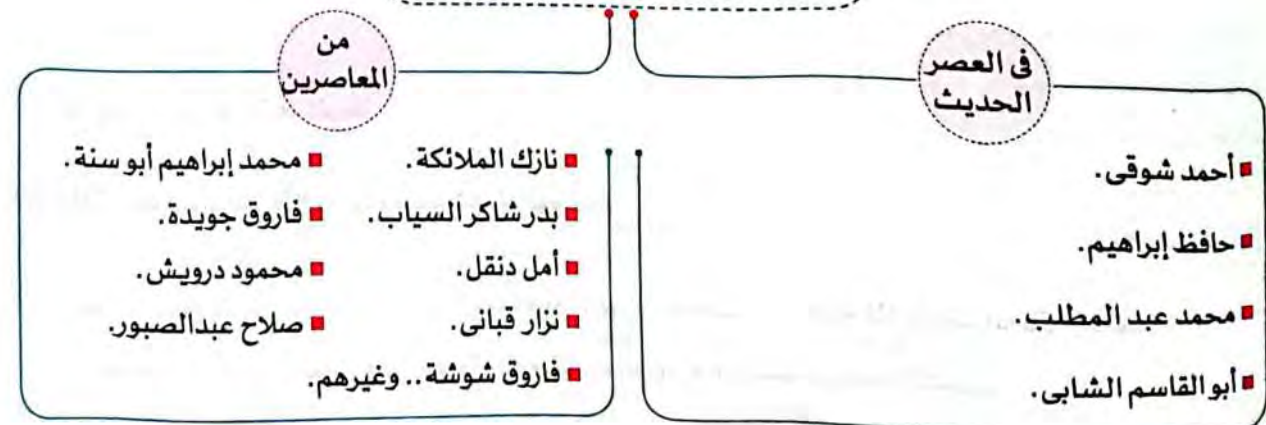 فى العصر
الحديث
أحمد شوقى.
حافظ إبراهيم.
محمد عبد المطلب.
أبو القاسم الشابى.
من
المعاصرين
نازك الملائكة.
بدر شاكر السياب.
أمل دنقل.
نزار قبانى.
فاروق شوشة.. وغيرهم.
محمد إبراهيم أبو سنة.
فاروق جويدة.
محمود درويش.
صلاح عبدالصبور.